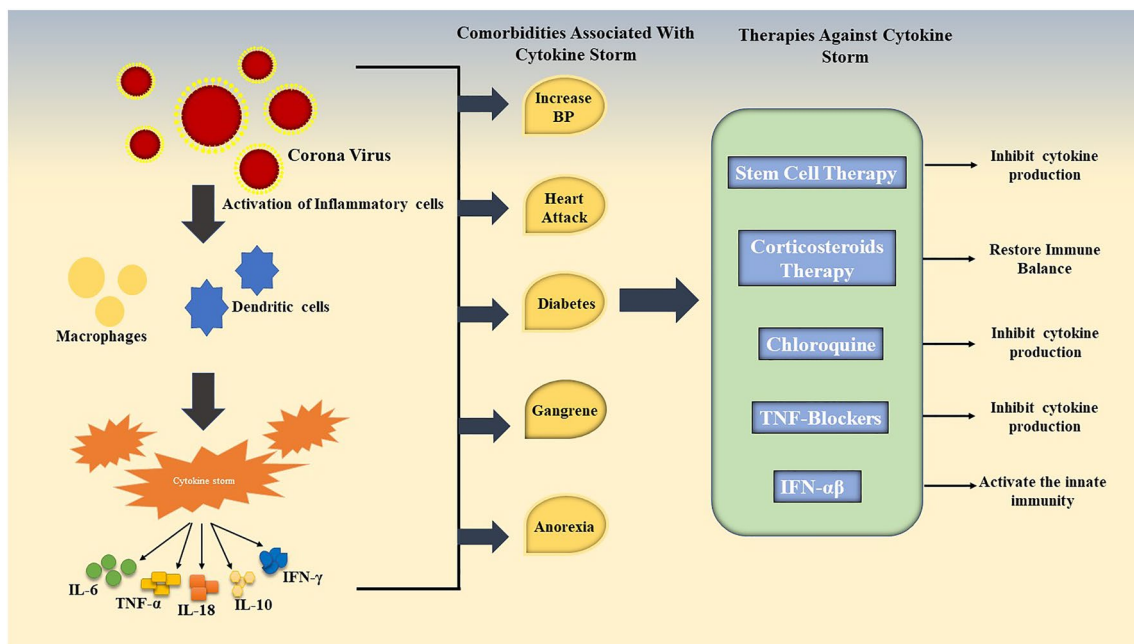 Corona Virus
Activation of Inflammatory cells
Macrophages
Dendritic cells
Cytokine storm
IL-6
TNF-α
IL-18
IL-10
IFN-γ
Comorbidities Associated With
Cytokine Storm
Increase
BP
Heart
Attack
Diabetes
Gangrene
Anorexia
Therapies Against Cytokine
Storm
Stem Cell Therapy
Inhibit cytokine
production
Corticosteroids
Therapy
Restore Immune
Balance
Chloroquine
Inhibit cytokine
production
TNF-Blockers
Inhibit cytokine
production
IFN-αβ
Activate the innate
immunity